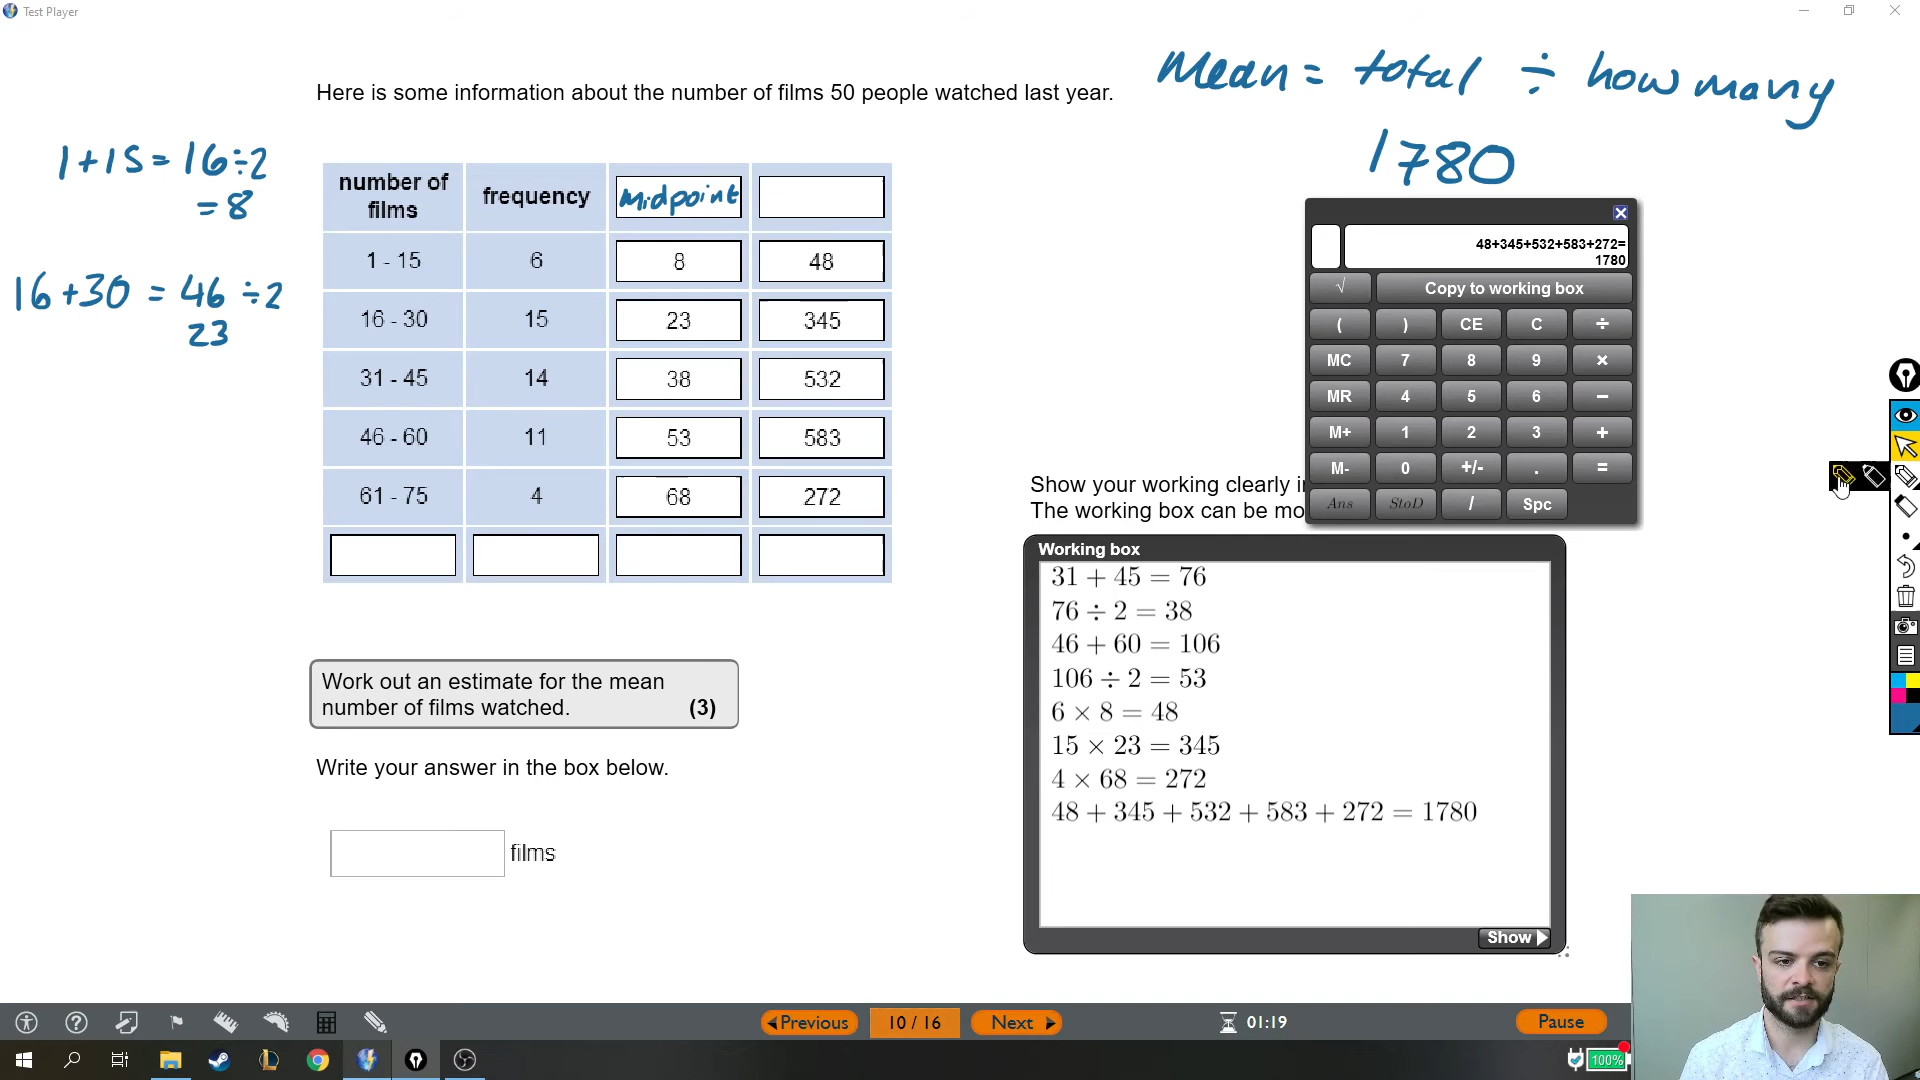 Test Player
Mean = total ÷ how many
Here is some information about the number of films 50 people watched last year.
1780
1+15 = 16÷2
= 8
16+30 = 46 ÷2
23
number of films frequency midpoint
1 - 15 6 8 48
16 - 30 15 23 345
31 - 45 14 38 532
46 - 60 11 53 583
61 - 75 4 68 272
48+345+532+583+272=
1780
√ Copy to working box
( ) CE C ÷
MC 7 8 9 ×
MR 4 5 6 −
M+ 1 2 3 +
M- 0 +/- . =
Ans StoD / Spc
Show your working clearly i
The working box can be mo
Working box
31 + 45 = 76
76 ÷ 2 = 38
46 + 60 = 106
106 ÷ 2 = 53
6 × 8 = 48
15 × 23 = 345
4 × 68 = 272
48 + 345 + 532 + 583 + 272 = 1780
Show
Work out an estimate for the mean
number of films watched. (3)
Write your answer in the box below.
films
Previous 10 / 16 Next 01:19 Pause
100%